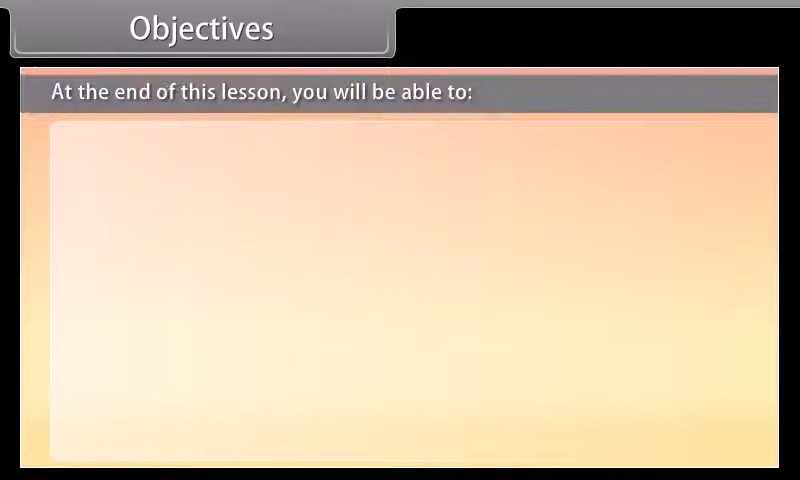 Objectives
At the end of this lesson, you will be able to: